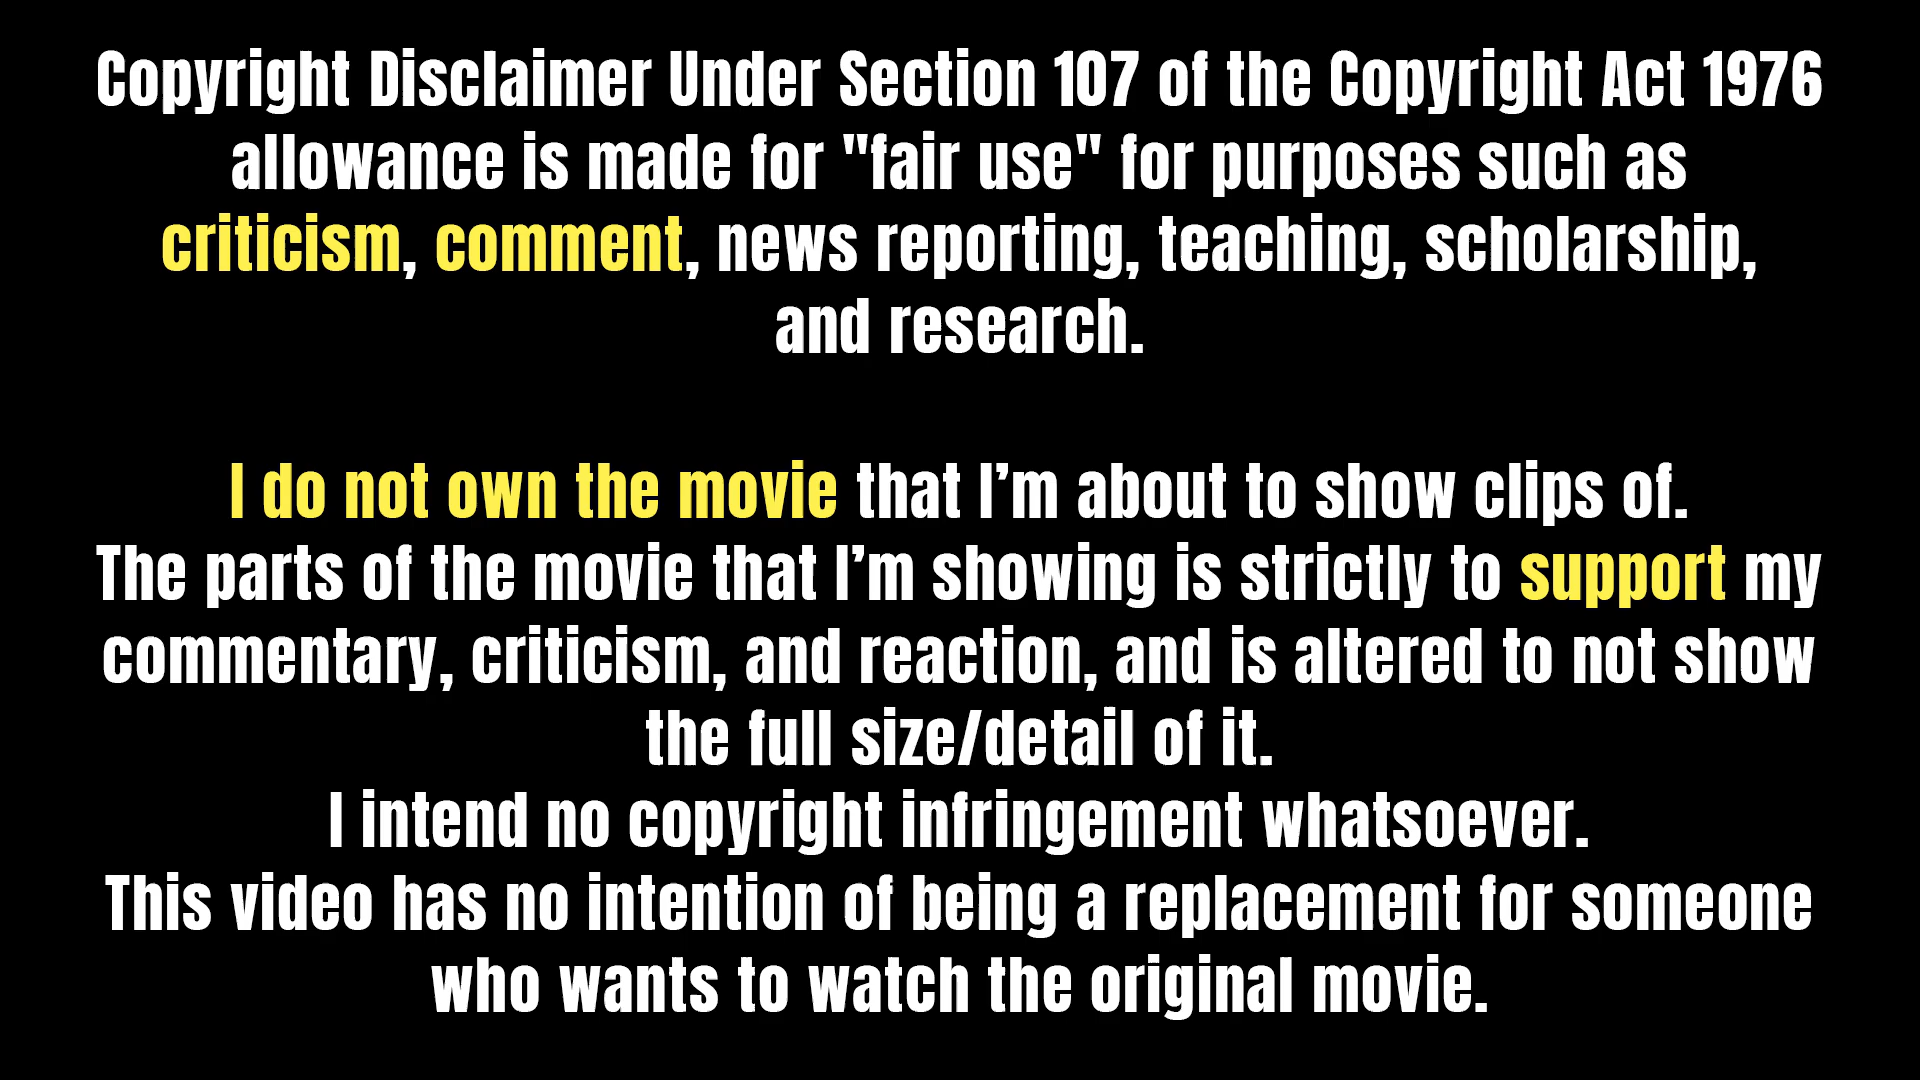 Copyright Disclaimer Under Section 107 of the Copyright Act 1976
allowance is made for "fair use" for purposes such as
criticism, comment, news reporting, teaching, scholarship,
and research.
I do not own the movie that I’m about to show clips of.
The parts of the movie that I’m showing is strictly to support my
commentary, criticism, and reaction, and is altered to not show
the full size/detail of it.
I intend no copyright infringement whatsoever.
This video has no intention of being a replacement for someone
who wants to watch the original movie.